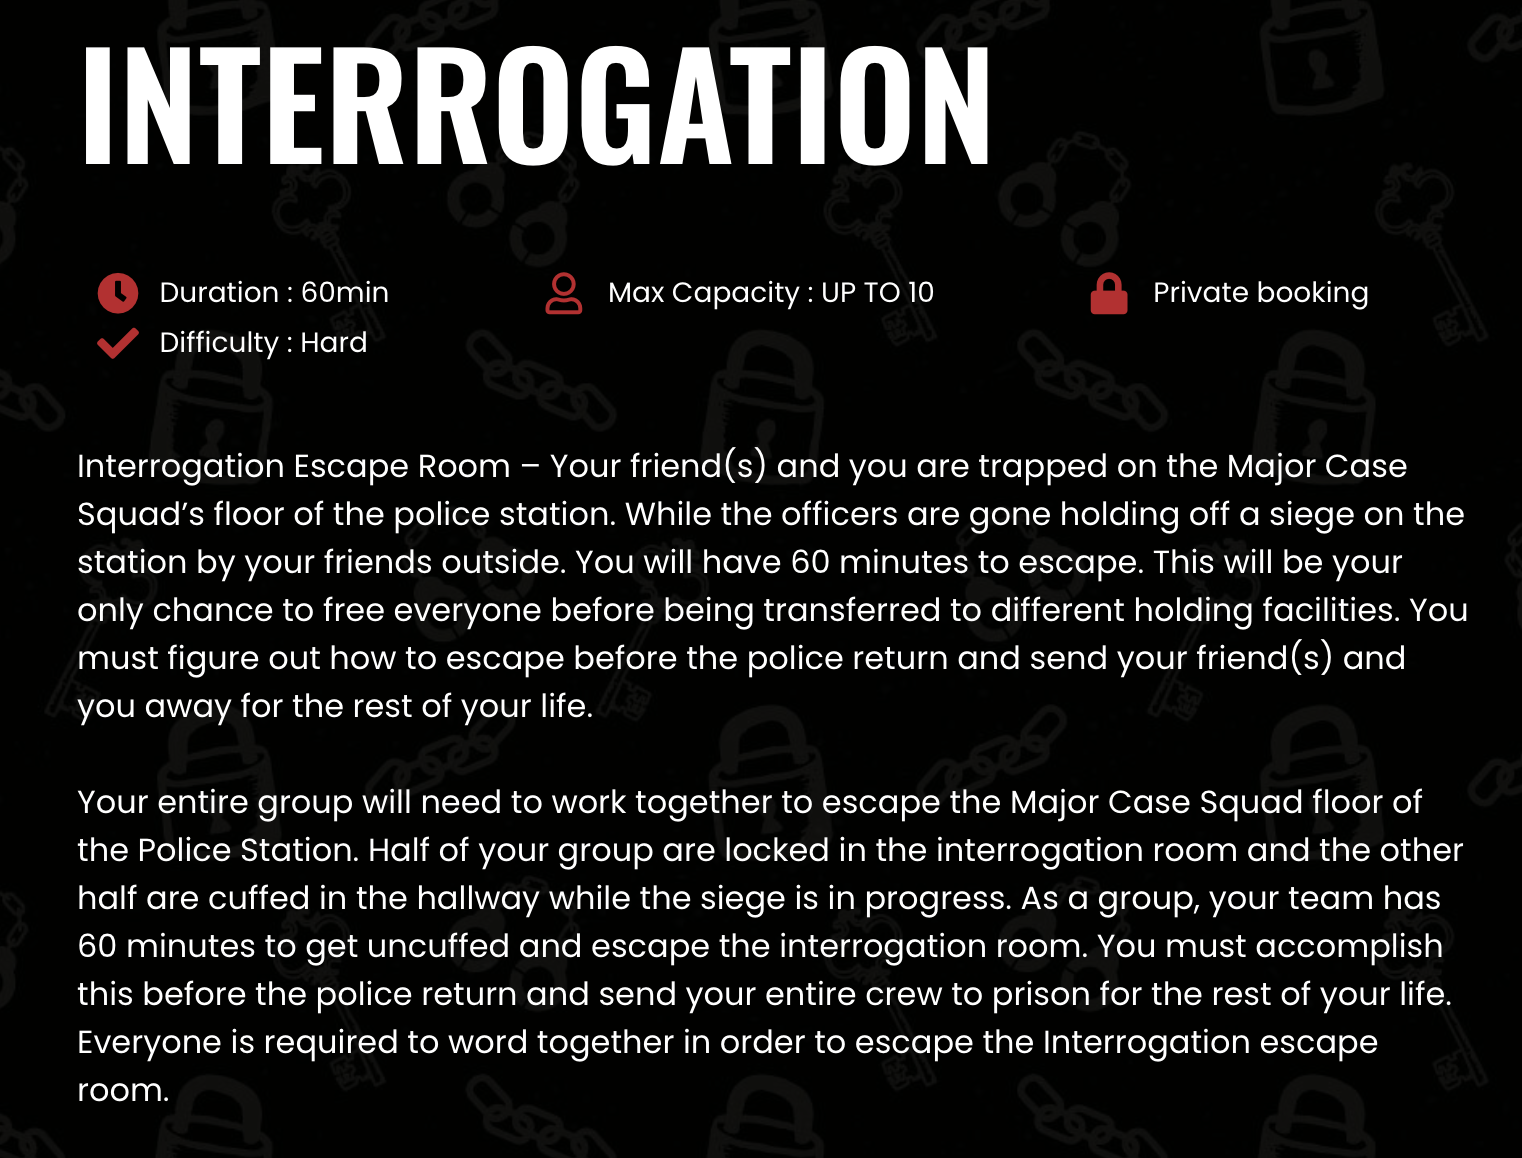 INTERROGATION
Duration : 60min
Max Capacity : UP TO 10
Private booking
Difficulty : Hard
Interrogation Escape Room – Your friend(s) and you are trapped on the Major Case
Squad’s floor of the police station. While the officers are gone holding off a siege on the
station by your friends outside. You will have 60 minutes to escape. This will be your
only chance to free everyone before being transferred to different holding facilities. You
must figure out how to escape before the police return and send your friend(s) and
you away for the rest of your life.
Your entire group will need to work together to escape the Major Case Squad floor of
the Police Station. Half of your group are locked in the interrogation room and the other
half are cuffed in the hallway while the siege is in progress. As a group, your team has
60 minutes to get uncuffed and escape the interrogation room. You must accomplish
this before the police return and send your entire crew to prison for the rest of your life.
Everyone is required to word together in order to escape the Interrogation escape
room.